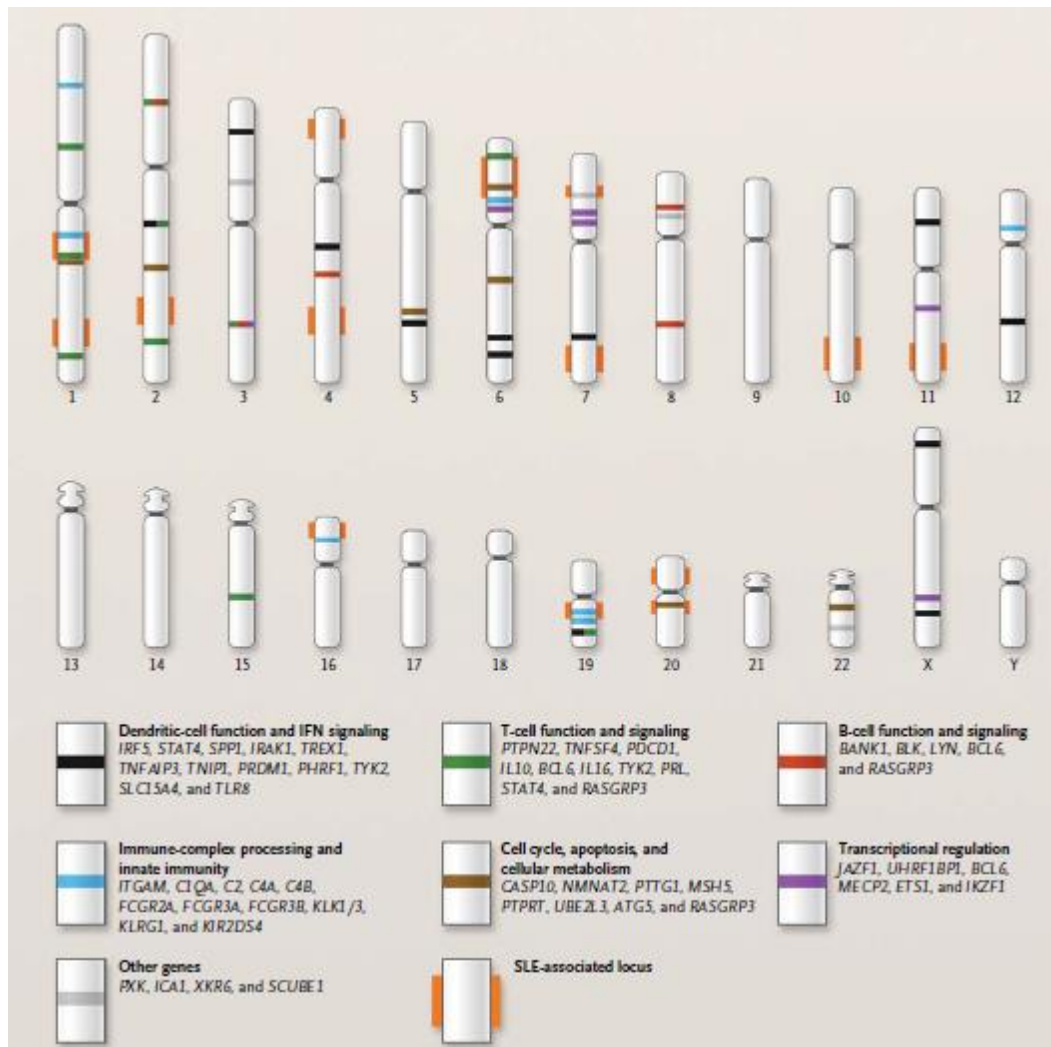 1 2 3 4 5 6 7 8 9 10 11 12
13 14 15 16 17 18 19 20 21 22 X Y
Dendritic-cell function and IFN signaling
IRF5, STAT4, SPP1, IRAK1, TREX1,
TNFAIP3, TNIP1, PRDM1, PHRF1, TYK2,
SLC15A4, and TLR8
T-cell function and signaling
PTPN22, TNFSF4, PDCD1,
IL10, BCL6, IL16, TYK2, PRL,
STAT4, and RASGRP3
B-cell function and signaling
BANK1, BLK, LYN, BCL6,
and RASGRP3
Immune-complex processing and
innate immunity
ITGAM, C1QA, C2, C4A, C4B,
FCGR2A, FCGR3A, FCGR3B, KLK1/3,
KLRG1, and KIR2DS4
Cell cycle, apoptosis, and
cellular metabolism
CASP10, NMNAT2, PTTG1, MSH5,
PTPRT, UBE2L3, ATG5, and RASGRP3
Transcriptional regulation
JAZF1, UHRF1BP1, BCL6,
MECP2, ETS1, and IKZF1
Other genes
PXK, ICA1, XKR6, and SCUBE1
SLE-associated locus